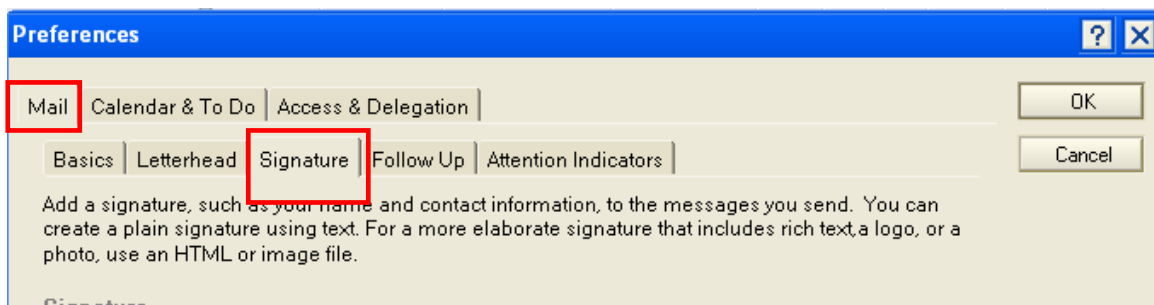 Preferences
?
Mail Calendar & To Do Access & Delegation OK
Basics Letterhead Signature Follow Up Attention Indicators Cancel
Add a signature, such as your name and contact information, to the messages you send. You can
create a plain signature using text. For a more elaborate signature that includes rich text,a logo, or a
photo, use an HTML or image file.
Signature